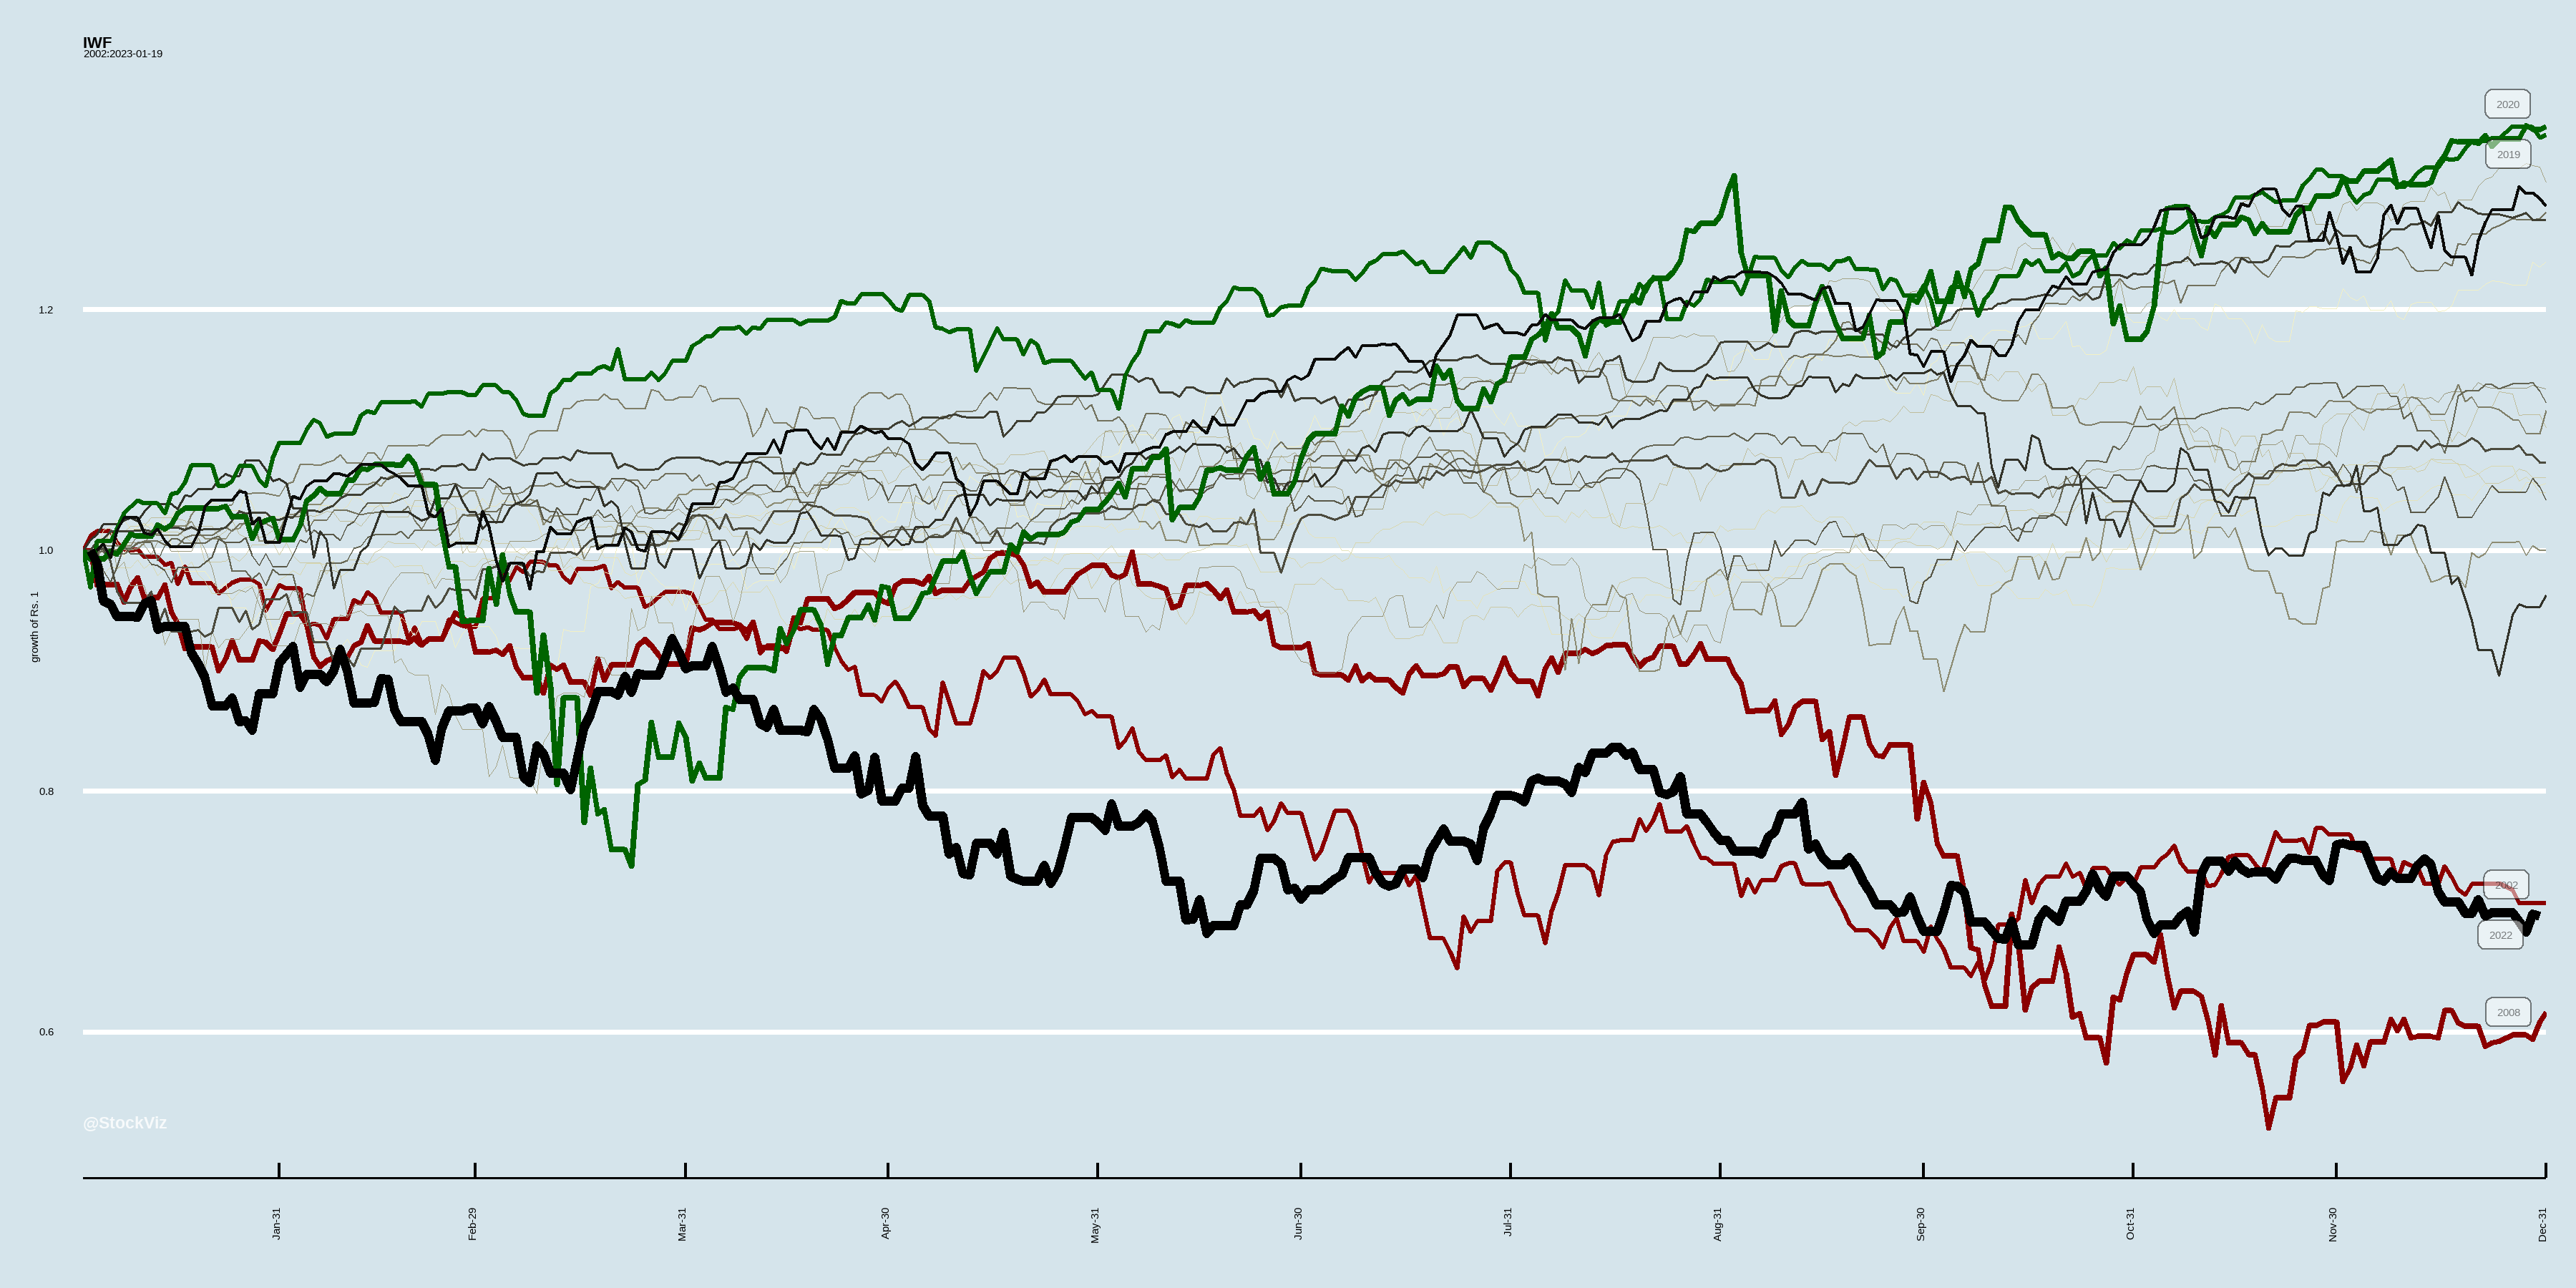 IWF
2002:2023-01-19
2020
2019
1.2
1.0
growth of Rs. 1
0.8
2002
2022
0.6
2008
@StockViz
Jan-31
Feb-29
Mar-31
Apr-30
May-31
Jun-30
Jul-31
Aug-31
Sep-30
Oct-31
Nov-30
Dec-31